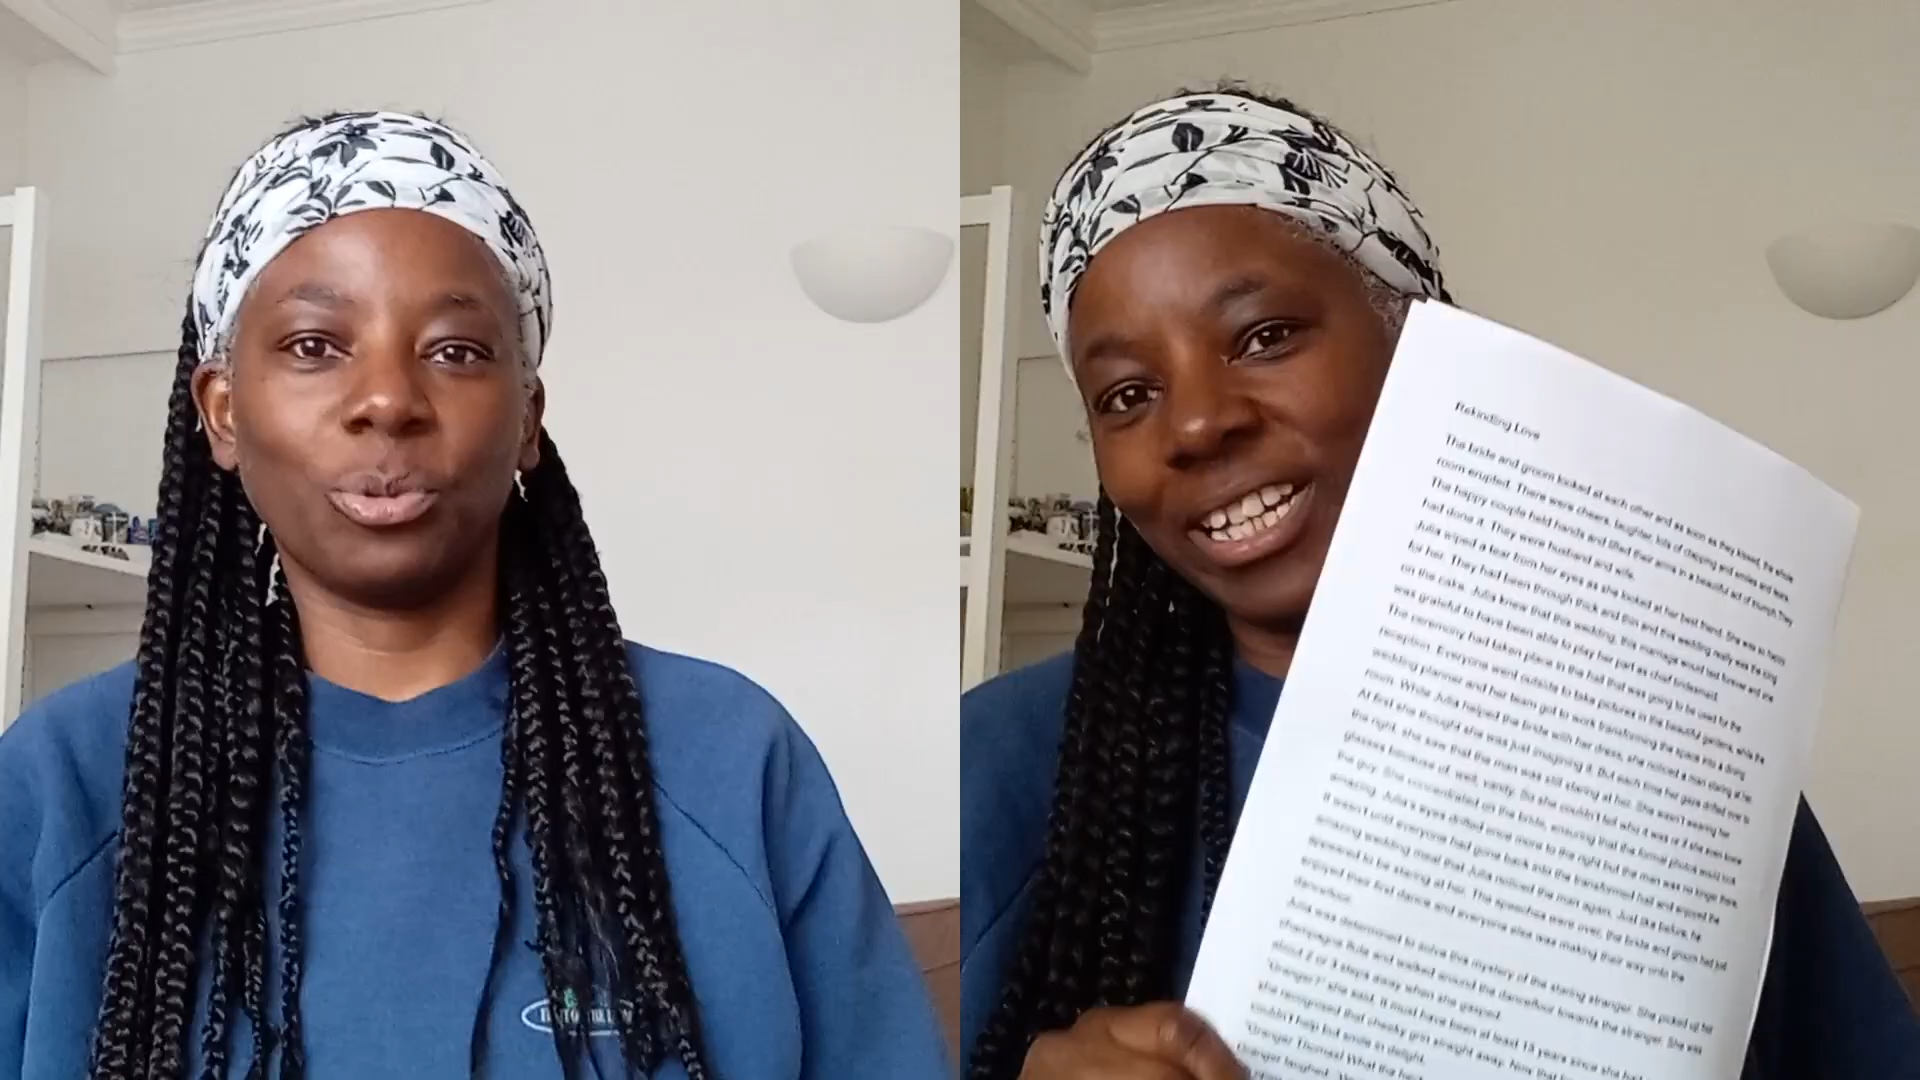 Rekindling Love
The bride and groom looked at each other and as soon as they kissed, the whole
room erupted. There were cheers, laughter, lots of clapping and smiles and tears.
The happy couple held hands and lifted their arms in a beautiful act of triumph. They
had done it. They were husband and wife.
Julia wiped a tear from her eyes as she looked at her best friend. She was so happy
for her. They had been through thick and thin and this wedding really was the icing
on the cake. Julia knew that this wedding, this marriage would last forever and she
was grateful to have been able to play her part as chief bridesmaid.
The ceremony had taken place in the hall that was going to be used for the
reception. Everyone went outside to take pictures in the beautiful gardens, while the
wedding planner and her team got to work transforming the space into a dining
room. While Julia helped the bride with her dress, she noticed a man staring at her.
At first she thought she was just imagining it. But each time her gaze drifted over to
the right, she saw that the man was still staring at her. She wasn't wearing her
glasses because of, well, vanity. So she couldn't tell who it was or if she even knew
the guy. She concentrated on the bride, ensuring that the formal photos would look
amazing. Julia's eyes drifted once more to the right but the man was no longer there.
It wasn't until everyone had gone back into the transformed hall and enjoyed the
amazing wedding meal that Julia noticed the man again. Just like before, he
appeared to be staring at her. The speeches were over, the bride and groom had just
enjoyed their first dance and everyone else was making their way onto the
dancefloor.
Julia was determined to solve this mystery of the staring stranger. She picked up her
champagne flute and walked around the dancefloor towards the stranger. She was
about 2 or 3 steps away when she gasped.
"Granger?" she said. It must have been at least 15 years since she had
she recognised that cheeky grin straight away. Now that
couldn't help but smile in delight.
"Granger Thomas! What the
Granger laughed.